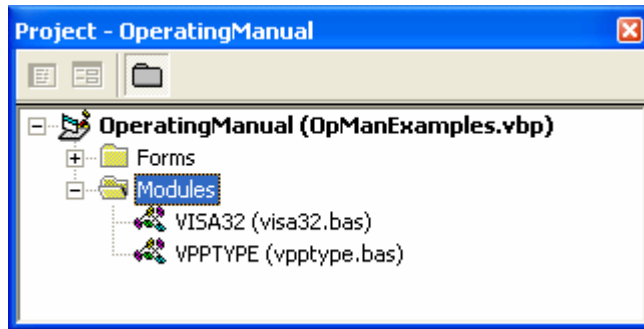 Project - OperatingManual
OperatingManual (OpManExamples.vbp)
Forms
Modules
VISA32 (visa32.bas)
VPPTYPE (vpptype.bas)